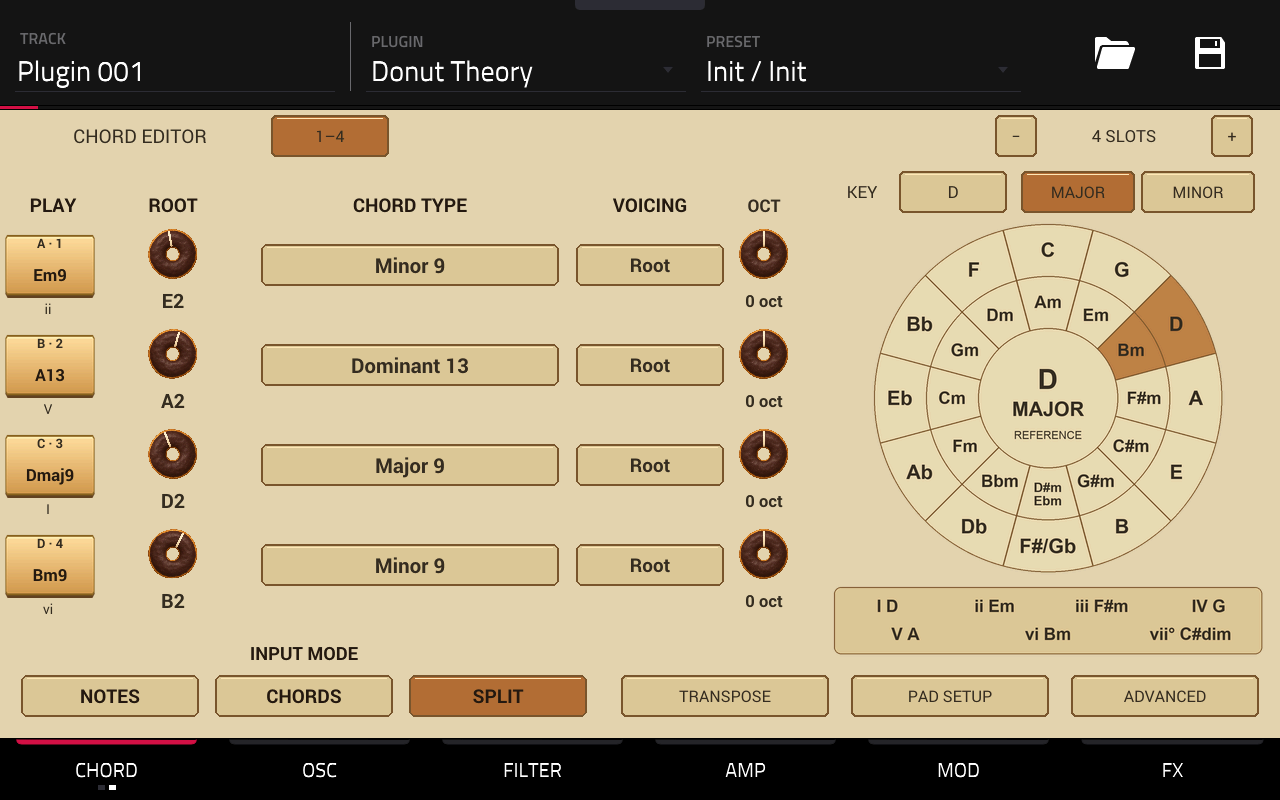 TRACK
Plugin 001
PLUGIN
Donut Theory
PRESET
Init / Init
CHORD EDITOR
1–4
−
4 SLOTS
+
KEY
D
MAJOR
MINOR
PLAY
ROOT
CHORD TYPE
VOICING
OCT
A · 1
Em9
ii
E2
Minor 9
Root
0 oct
B · 2
A13
V
A2
Dominant 13
Root
0 oct
C · 3
Dmaj9
I
D2
Major 9
Root
0 oct
D · 4
Bm9
vi
B2
Minor 9
Root
0 oct
C
G
D
A
E
B
F#/Gb
Db
Ab
Eb
Bb
F
Am
Em
Bm
F#m
C#m
G#m
D#m
Ebm
Bbm
Fm
Cm
Gm
Dm
D
MAJOR
REFERENCE
I D
ii Em
iii F#m
IV G
V A
vi Bm
vii° C#dim
INPUT MODE
NOTES
CHORDS
SPLIT
TRANSPOSE
PAD SETUP
ADVANCED
CHORD
OSC
FILTER
AMP
MOD
FX